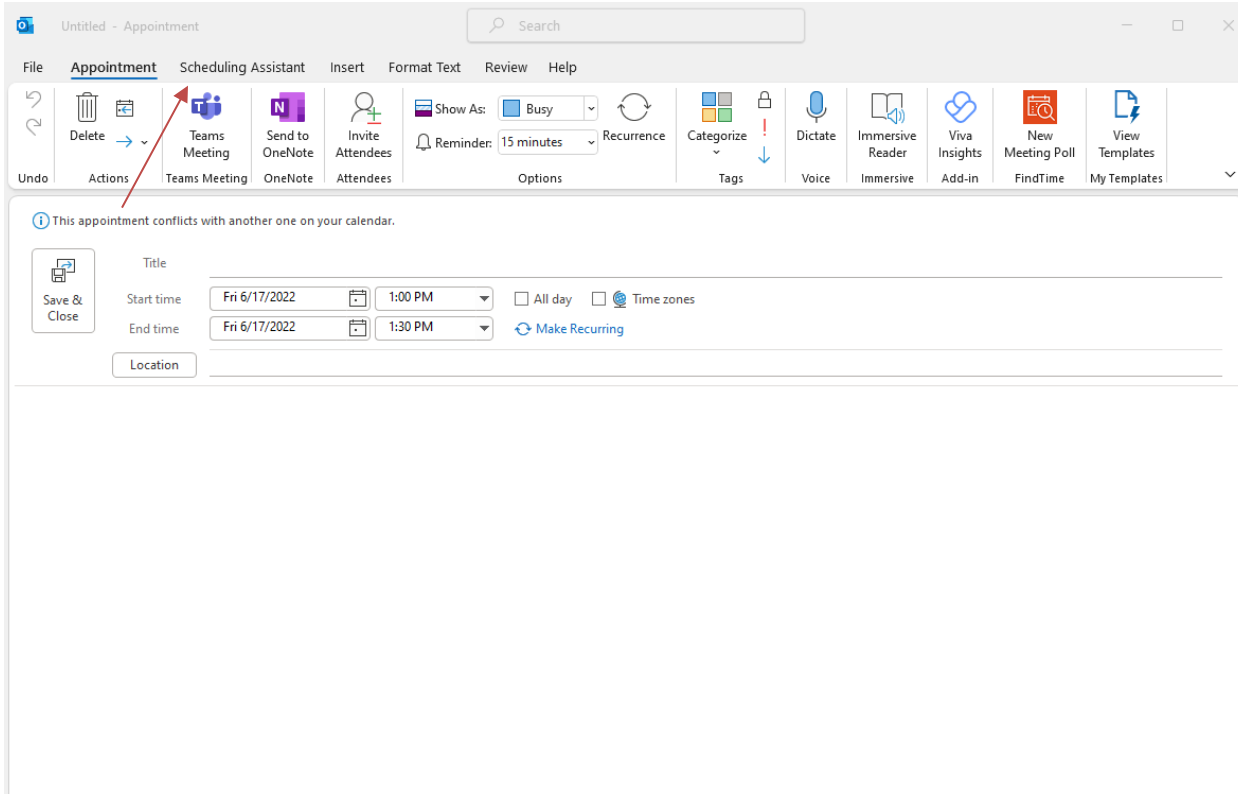 Untitled - Appointment
Search
File Appointment Scheduling Assistant Insert Format Text Review Help
Delete
Teams Meeting
Send to OneNote
Invite Attendees
Show As: Busy
Reminder: 15 minutes
Recurrence
Categorize
Dictate
Immersive Reader
Viva Insights
New Meeting Poll
View Templates
Undo Actions Teams Meeting OneNote Attendees Options Tags Voice Immersive Add-in FindTime My Templates
This appointment conflicts with another one on your calendar.
Save & Close
Title
Start time Fri 6/17/2022 1:00 PM All day Time zones
End time Fri 6/17/2022 1:30 PM Make Recurring
Location